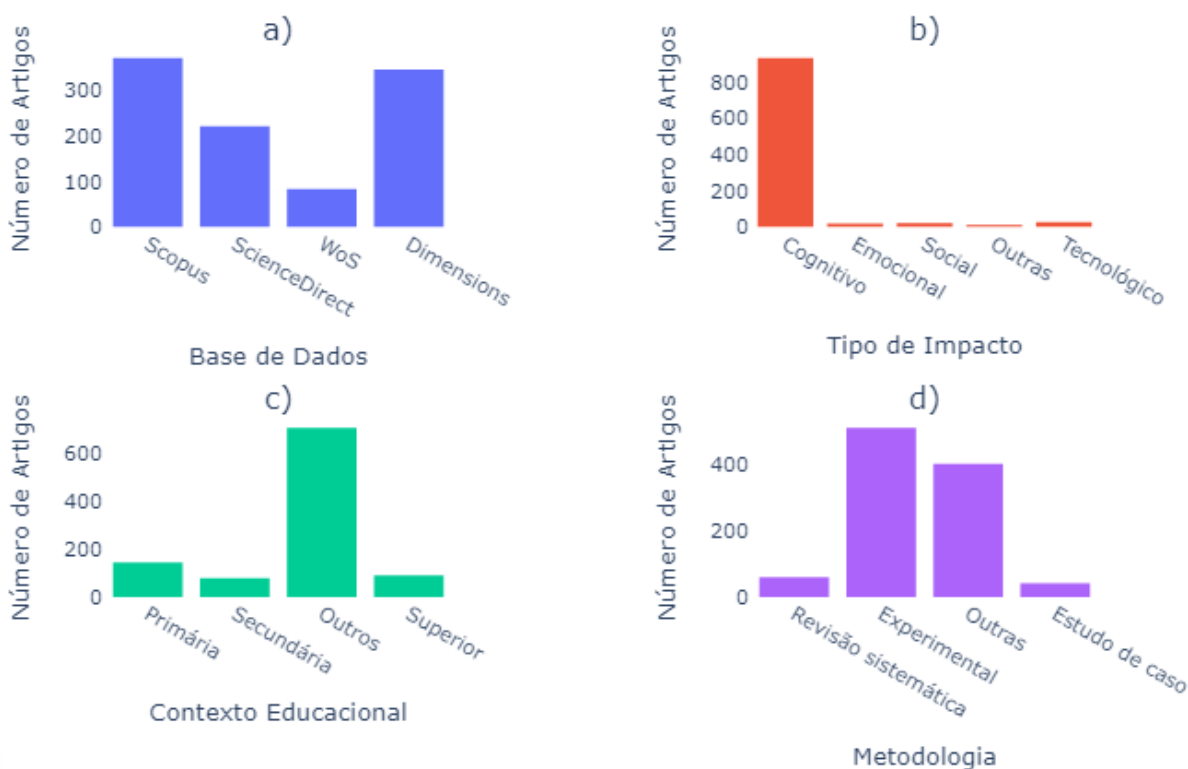 a)
Número de Artigos
300
200
100
0
Scopus
ScienceDirect
WoS
Dimensions
Base de Dados
b)
Número de Artigos
800
600
400
200
0
Cognitivo
Emocional
Social
Outras
Tecnológico
Tipo de Impacto
c)
Número de Artigos
600
400
200
0
Primária
Secundária
Outros
Superior
Contexto Educacional
d)
Número de Artigos
400
200
0
Revisão sistemática
Experimental
Outras
Estudo de caso
Metodologia